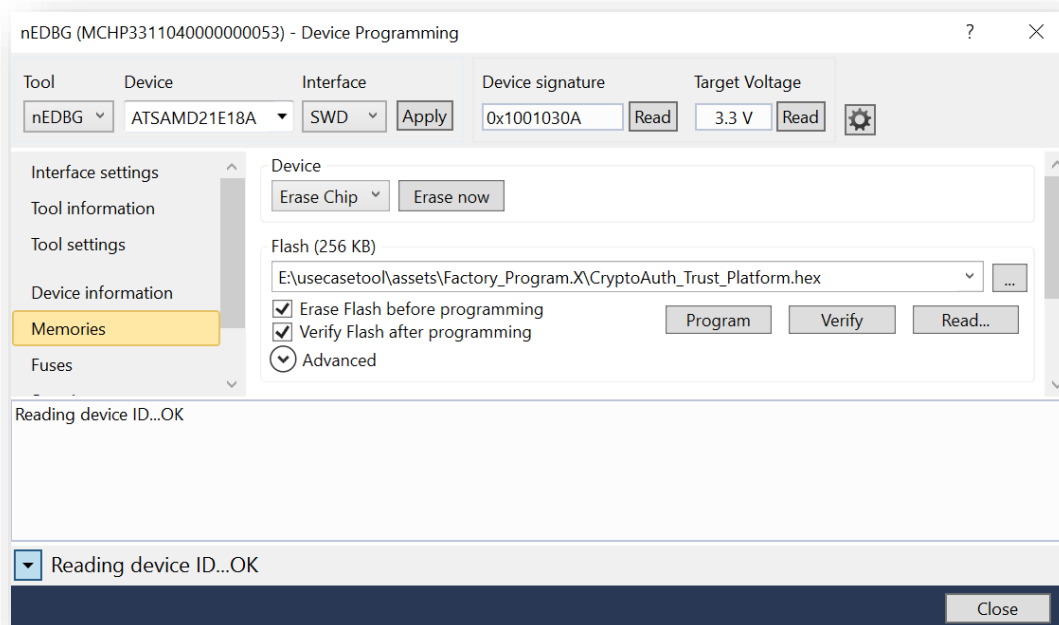 nEDBG (MCHP3311040000000053) - Device Programming
?
Tool Device Interface Device signature Target Voltage
nEDBG ATSAMD21E18A SWD Apply 0x1001030A Read 3.3 V Read
Interface settings
Tool information
Tool settings
Device information
Memories
Fuses
Device
Erase Chip Erase now
Flash (256 KB)
E:\usecasetool\assets\Factory_Program.X\CryptoAuth_Trust_Platform.hex ...
Erase Flash before programming
Verify Flash after programming
Program Verify Read...
Advanced
Reading device ID...OK
Reading device ID...OK
Close